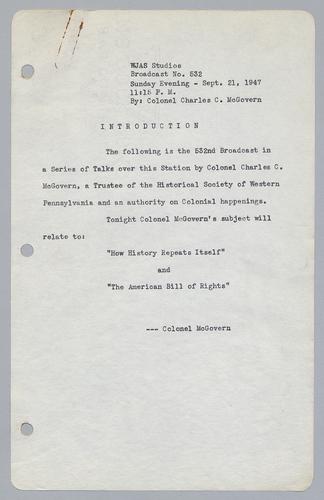 WJAS Studios
Broadcast No. 532
Sunday Evening - Sept. 21, 1947
11:15 P. M.
By: Colonel Charles C. McGovern
I N T R O D U C T I O N
The following is the 532nd Broadcast in
a Series of Talks over this Station by Colonel Charles C.
McGovern, a Trustee of the Historical Society of Western
Pennsylvania and an authority on Colonial happenings.
Tonight Colonel McGovern's subject will
relate to:
"How History Repeats Itself"
and
"The American Bill of Rights"
--- Colonel McGovern